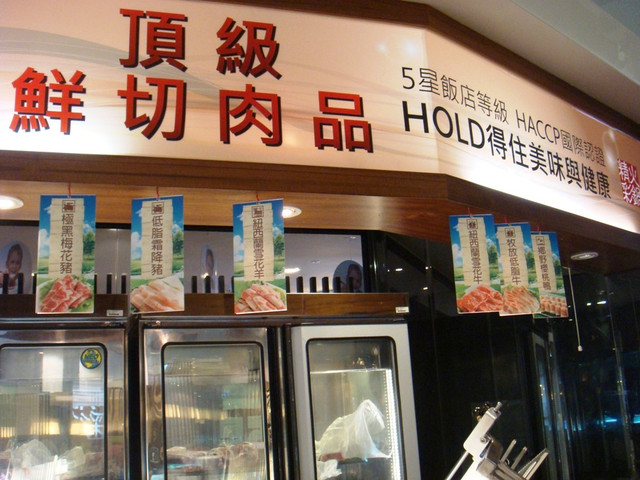 頂級
鮮切肉品
5星飯店等級 HACCP國際認證
HOLD得住美味與健康
極黑梅花豬
低脂霜降豬
紐西蘭雪花羊
紐西蘭雪花牛
牧放低脂牛